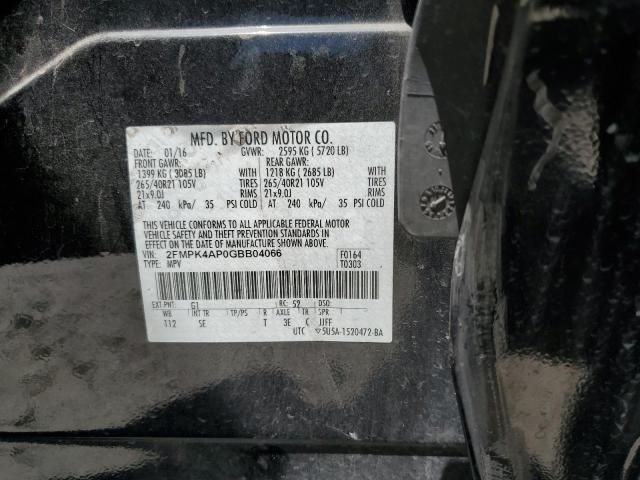 MFD. BY FORD MOTOR CO.
DATE: 01/16 GVWR: 2595 KG ( 5720 LB)
FRONT GAWR: REAR GAWR:
1399 KG ( 3085 LB) WITH 1218 KG ( 2685 LB) WITH
265/40R21 105V TIRES 265/40R21 105V TIRES
21x9.0J RIMS 21x9.0J RIMS
AT 240 kPa/ 35 PSI COLD AT 240 kPa/ 35 PSI COLD
THIS VEHICLE CONFORMS TO ALL APPLICABLE FEDERAL MOTOR
VEHICLE SAFETY AND THEFT PREVENTION STANDARDS IN
EFFECT ON THE DATE OF MANUFACTURE SHOWN ABOVE.
VIN: 2FMPK4AP0GBB04066 F0164
TYPE: MPV T0303
EXT PNT: G1 RC: 52 DSO:
WB INT TR TP/PS R AXLE TR SPR
112 SE T 3E C JJFF
UTC 5U5A-1520472-BA